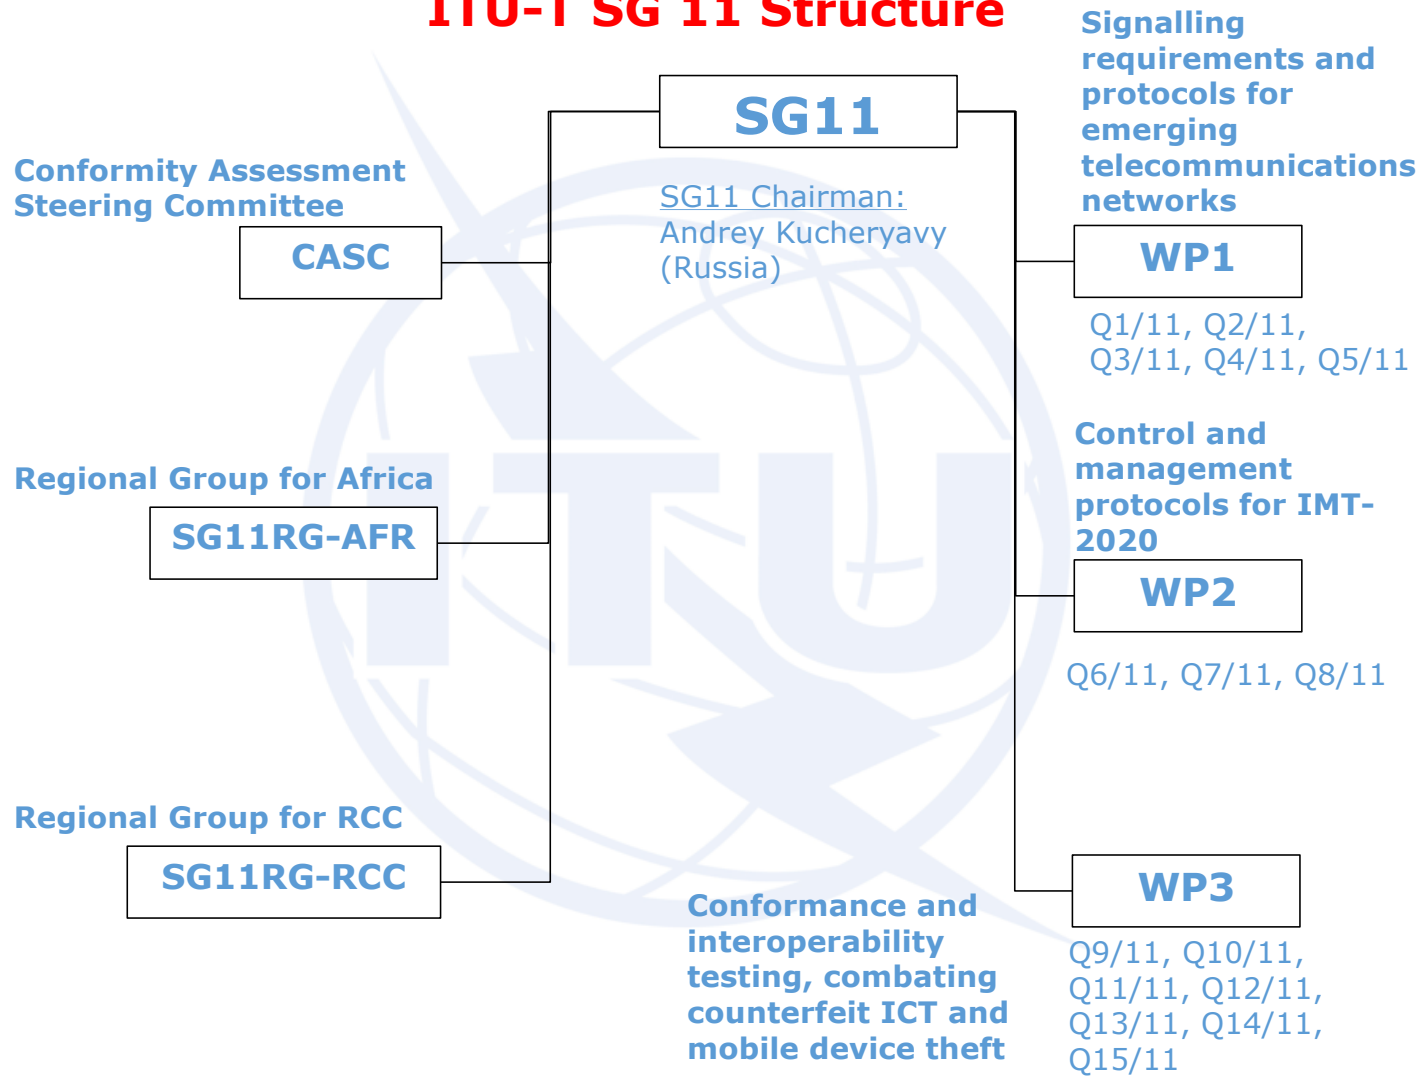 ITU-T SG 11 Structure
SG11
SG11 Chairman:
Andrey Kucheryavy
(Russia)
Conformity Assessment
Steering Committee
CASC
Regional Group for Africa
SG11RG-AFR
Regional Group for RCC
SG11RG-RCC
Signalling
requirements and
protocols for
emerging
telecommunications
networks
WP1
Q1/11, Q2/11,
Q3/11, Q4/11, Q5/11
Control and
management
protocols for IMT-
2020
WP2
Q6/11, Q7/11, Q8/11
Conformance and
interoperability
testing, combating
counterfeit ICT and
mobile device theft
WP3
Q9/11, Q10/11,
Q11/11, Q12/11,
Q13/11, Q14/11,
Q15/11
ITU